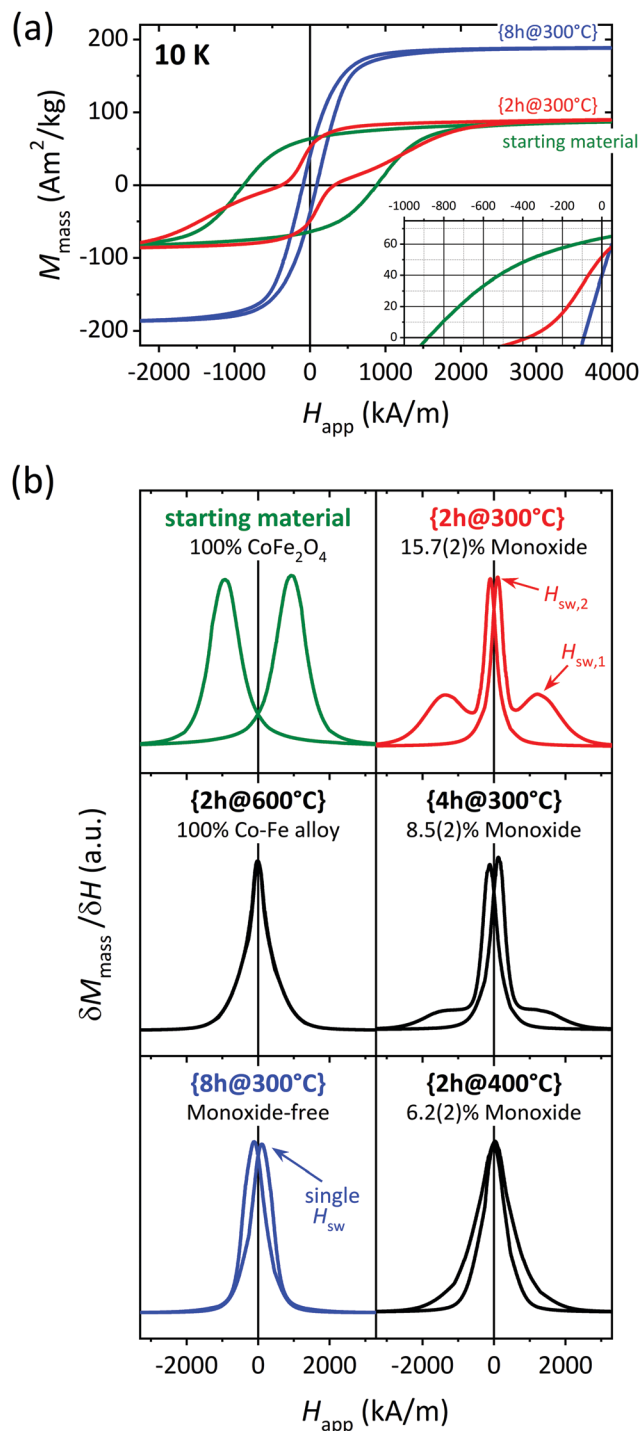 (a)
10 K
{8h@300°C}
{2h@300°C}
starting material
200
100
0
-100
-200
M_mass (Am²/kg)
-1000 -800 -600 -400 -200 0
60
40
20
0
-2000 -1000 0 1000 2000 3000 4000
H_app (kA/m)
(b)
starting material
100% CoFe₂O₄
{2h@300°C}
15.7(2)% Monoxide
H_sw,2
H_sw,1
{2h@600°C}
100% Co-Fe alloy
{4h@300°C}
8.5(2)% Monoxide
δM_mass/δH (a.u.)
{8h@300°C}
Monoxide-free
single
H_sw
{2h@400°C}
6.2(2)% Monoxide
-2000 0 2000 -2000 0 2000
H_app (kA/m)